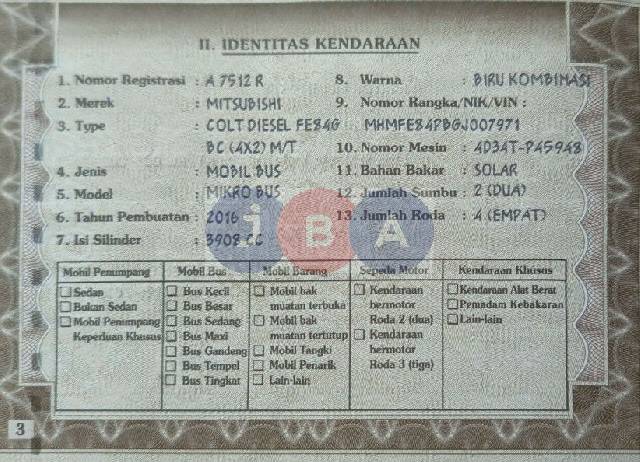 II. IDENTITAS KENDARAAN
1. Nomor Registrasi : A 7512 R
2. Merek : MITSUBISHI
3. Type : COLT DIESEL FE84G
BC (4X2) M/T
4. Jenis : MOBIL BUS
5. Model : MIKRO BUS
6. Tahun Pembuatan : 2016
7. Isi Silinder : 3908 CC
8. Warna : BIRU KOMBINASI
9. Nomor Rangka/NIK/VIN :
MHMFE84PBGJ007971
10. Nomor Mesin : 4D34T-P45948
11. Bahan Bakar : SOLAR
12. Jumlah Sumbu : 2 (DUA)
13. Jumlah Roda : 4 (EMPAT)
iBA
Mobil Penumpang
Sedan
Bukan Sedan
Mobil Penumpang
Keperluan Khusus
Mobil Bus
Bus Kecil
Bus Besar
Bus Sedang
Bus Maxi
Bus Gandeng
Bus Tempel
Bus Tingkat
Mobil Barang
Mobil bak
muatan terbuka
Mobil bak
muatan tertutup
Mobil Tangki
Mobil Penarik
Lain-lain
Sepeda Motor
Kendaraan
bermotor
Roda 2 (dua)
Kendaraan
bermotor
Roda 3 (tiga)
Kendaraan Khusus
Kendaraan Alat Berat
Pemadam Kebakaran
Lain-lain
3